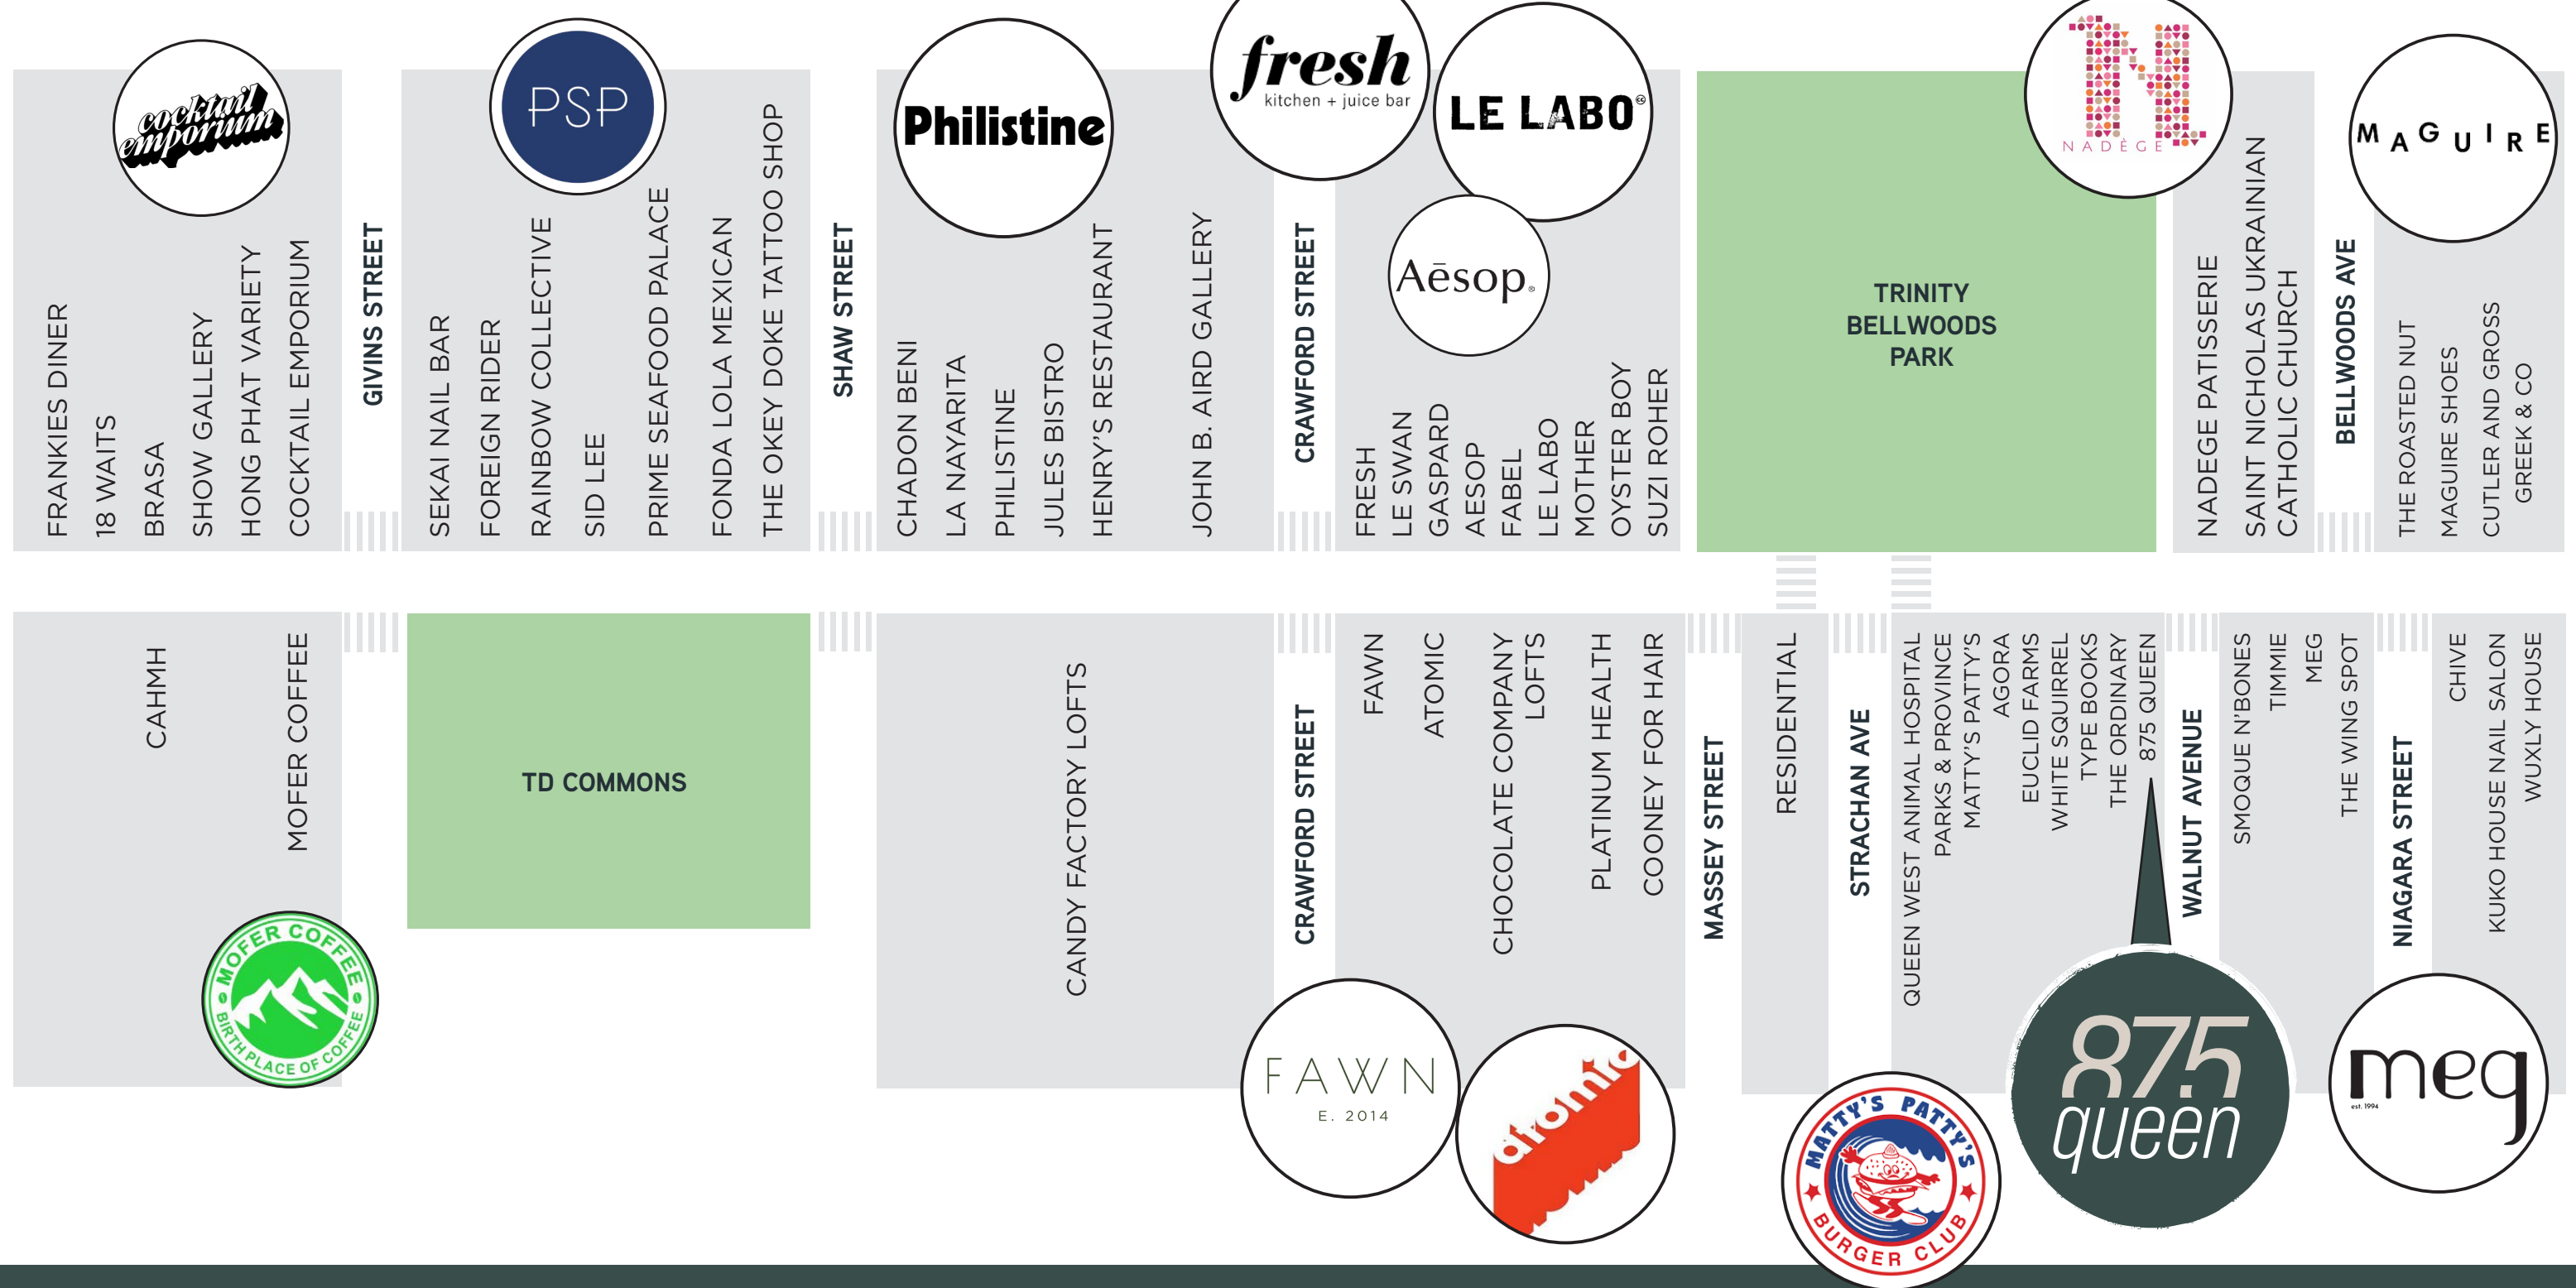 cocktail
emporium
PSP
Philistine
fresh
kitchen + juice bar
LE LABO
Aēsop®
N
NADÈGE
MAGUIRE
FRANKIES DINER
18 WAITS
BRASA
SHOW GALLERY
HONG PHAT VARIETY
COCKTAIL EMPORIUM
GIVINS STREET
SEKAI NAIL BAR
FOREIGN RIDER
RAINBOW COLLECTIVE
SID LEE
PRIME SEAFOOD PALACE
FONDA LOLA MEXICAN
THE OKEY DOKE TATTOO SHOP
SHAW STREET
CHADON BENI
LA NAYARITA
PHILISTINE
JULES BISTRO
HENRY'S RESTAURANT
JOHN B. AIRD GALLERY
CRAWFORD STREET
FRESH
LE SWAN
GASPARD
AESOP
FABEL
LE LABO
MOTHER
OYSTER BOY
SUZI ROHER
TRINITY
BELLWOODS
PARK
NADEGE PATISSERIE
SAINT NICHOLAS UKRAINIAN
CATHOLIC CHURCH
BELLWOODS AVE
THE ROASTED NUT
MAGUIRE SHOES
CUTLER AND GROSS
GREEK & CO
CAHMH
MOFER COFFEE
TD COMMONS
CANDY FACTORY LOFTS
CRAWFORD STREET
FAWN
ATOMIC
CHOCOLATE COMPANY
LOFTS
PLATINUM HEALTH
COONEY FOR HAIR
MASSEY STREET
RESIDENTIAL
STRACHAN AVE
QUEEN WEST ANIMAL HOSPITAL
PARKS & PROVINCE
MATTY'S PATTY'S
AGORA
EUCLID FARMS
WHITE SQUIRREL
TYPE BOOKS
THE ORDINARY
875 QUEEN
WALNUT AVENUE
SMOQUE N'BONES
TIMMIE
MEG
THE WING SPOT
NIAGARA STREET
CHIVE
KUKO HOUSE NAIL SALON
WUXLY HOUSE
MOFER COFFEE
BIRTH PLACE OF COFFEE
FAWN
E. 2014
atomic
MATTY'S PATTY'S
BURGER CLUB
875
queen
meg
est. 1994